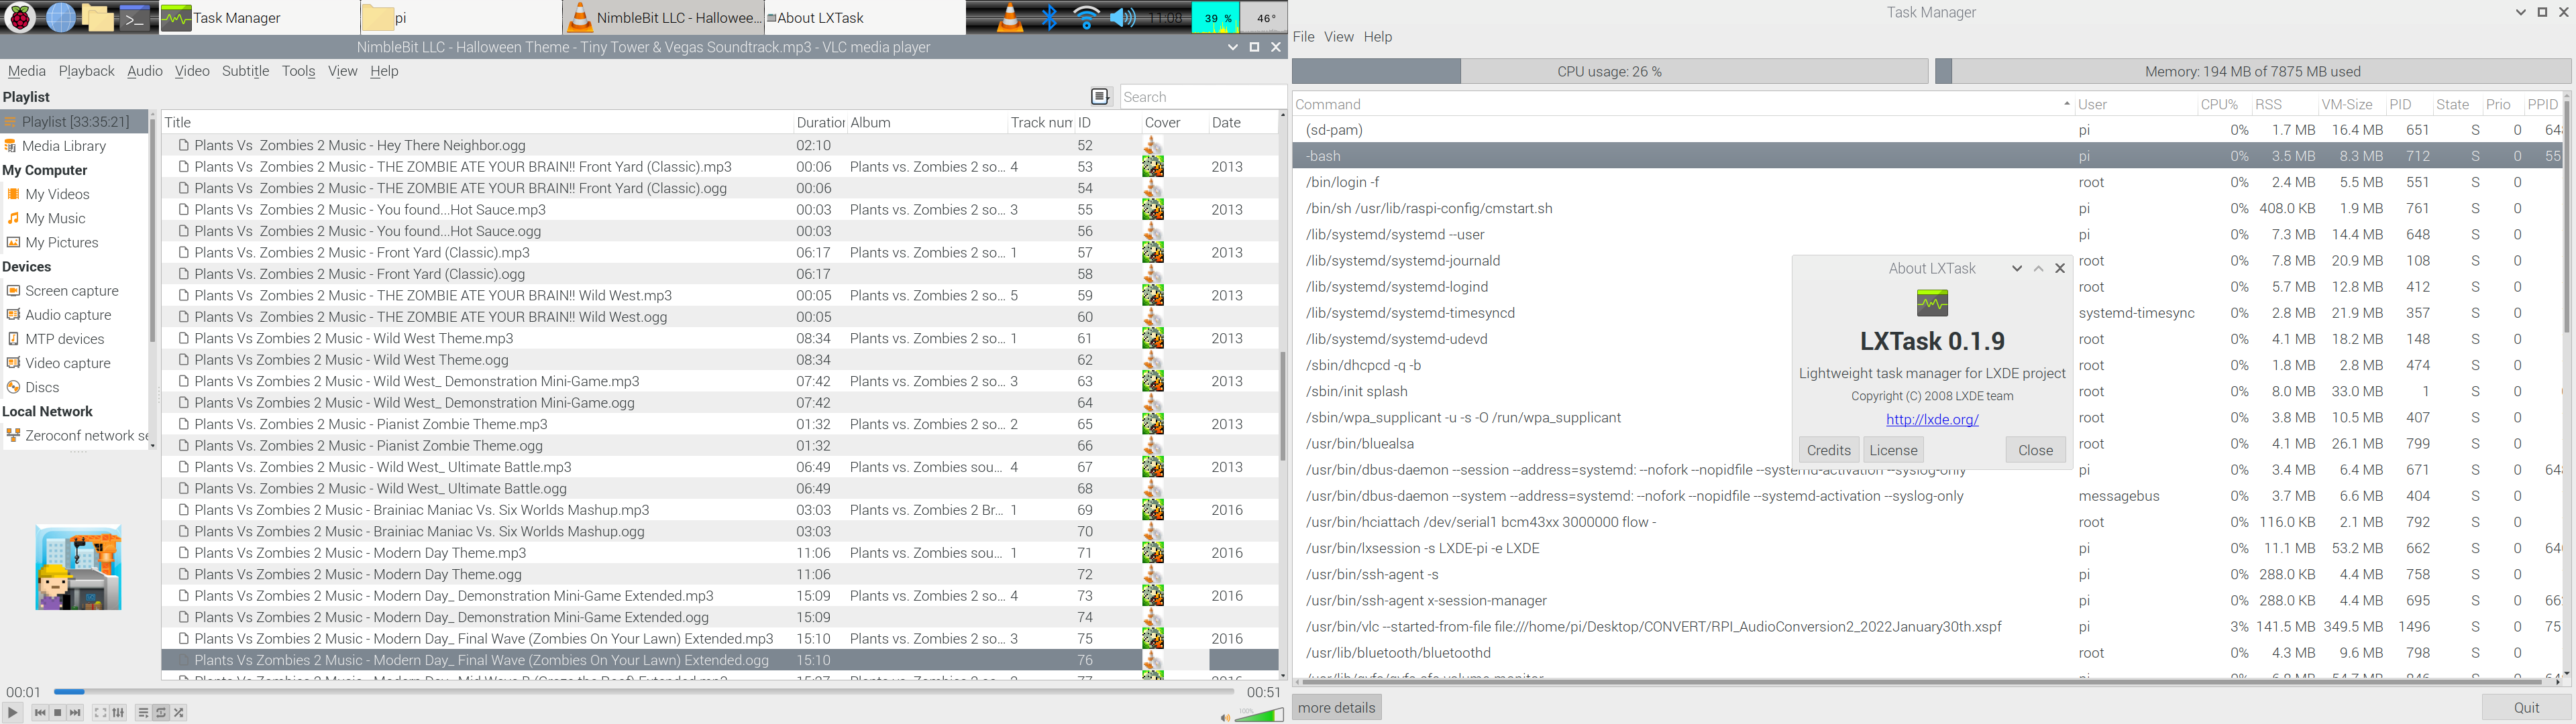 Task Manager
pi
NimbleBit LLC - Hallowee...
About LXTask
11:08
39 %
46°
NimbleBit LLC - Halloween Theme - Tiny Tower & Vegas Soundtrack.mp3 - VLC media player
Media Playback Audio Video Subtitle Tools View Help
Playlist
Search
Playlist [33:35:21]
Media Library
My Computer
My Videos
My Music
My Pictures
Devices
Screen capture
Audio capture
MTP devices
Video capture
Discs
Local Network
Zeroconf network se
Title Duration Album Track num ID Cover Date
Plants Vs Zombies 2 Music - Hey There Neighbor.ogg 02:10 52
Plants Vs Zombies 2 Music - THE ZOMBIE ATE YOUR BRAIN!! Front Yard (Classic).mp3 00:06 Plants vs. Zombies 2 so... 4 53 2013
Plants Vs Zombies 2 Music - THE ZOMBIE ATE YOUR BRAIN!! Front Yard (Classic).ogg 00:06 54
Plants Vs Zombies 2 Music - You found...Hot Sauce.mp3 00:03 Plants vs. Zombies 2 so... 3 55 2013
Plants Vs Zombies 2 Music - You found...Hot Sauce.ogg 00:03 56
Plants Vs Zombies 2 Music - Front Yard (Classic).mp3 06:17 Plants vs. Zombies 2 so... 1 57 2013
Plants Vs Zombies 2 Music - Front Yard (Classic).ogg 06:17 58
Plants Vs Zombies 2 Music - THE ZOMBIE ATE YOUR BRAIN!! Wild West.mp3 00:05 Plants vs. Zombies 2 so... 5 59 2013
Plants Vs Zombies 2 Music - THE ZOMBIE ATE YOUR BRAIN!! Wild West.ogg 00:05 60
Plants Vs Zombies 2 Music - Wild West Theme.mp3 08:34 Plants vs. Zombies 2 so... 1 61 2013
Plants Vs Zombies 2 Music - Wild West Theme.ogg 08:34 62
Plants Vs Zombies 2 Music - Wild West_ Demonstration Mini-Game.mp3 07:42 Plants vs. Zombies 2 so... 3 63 2013
Plants Vs Zombies 2 Music - Wild West_ Demonstration Mini-Game.ogg 07:42 64
Plants Vs. Zombies 2 Music - Pianist Zombie Theme.mp3 01:32 Plants vs. Zombies 2 so... 2 65 2013
Plants Vs. Zombies 2 Music - Pianist Zombie Theme.ogg 01:32 66
Plants Vs. Zombies 2 Music - Wild West_ Ultimate Battle.mp3 06:49 Plants vs. Zombies sou... 4 67 2013
Plants Vs. Zombies 2 Music - Wild West_ Ultimate Battle.ogg 06:49 68
Plants Vs Zombies 2 Music - Brainiac Maniac Vs. Six Worlds Mashup.mp3 03:03 Plants vs. Zombies 2 Br... 1 69 2016
Plants Vs Zombies 2 Music - Brainiac Maniac Vs. Six Worlds Mashup.ogg 03:03 70
Plants Vs Zombies 2 Music - Modern Day Theme.mp3 11:06 Plants vs. Zombies sou... 1 71 2016
Plants Vs Zombies 2 Music - Modern Day Theme.ogg 11:06 72
Plants Vs Zombies 2 Music - Modern Day_ Demonstration Mini-Game Extended.mp3 15:09 Plants vs. Zombies 2 so... 4 73 2016
Plants Vs Zombies 2 Music - Modern Day_ Demonstration Mini-Game Extended.ogg 15:09 74
Plants Vs Zombies 2 Music - Modern Day_ Final Wave (Zombies On Your Lawn) Extended.mp3 15:10 Plants vs. Zombies 2 so... 3 75 2016
Plants Vs Zombies 2 Music - Modern Day_ Final Wave (Zombies On Your Lawn) Extended.ogg 15:10 76
00:01
00:51
100%
Task Manager
File View Help
CPU usage: 26 %
Memory: 194 MB of 7875 MB used
Command User CPU% RSS VM-Size PID State Prio PPID
(sd-pam) pi 0% 1.7 MB 16.4 MB 651 S 0 64
-bash pi 0% 3.5 MB 8.3 MB 712 S 0 55
/bin/login -f root 0% 2.4 MB 5.5 MB 551 S 0
/bin/sh /usr/lib/raspi-config/cmstart.sh pi 0% 408.0 KB 1.9 MB 761 S 0
/lib/systemd/systemd --user pi 0% 7.3 MB 14.4 MB 648 S 0
/lib/systemd/systemd-journald root 0% 7.8 MB 20.9 MB 108 S 0
/lib/systemd/systemd-logind root 0% 5.7 MB 12.8 MB 412 S 0
/lib/systemd/systemd-timesyncd systemd-timesync 0% 2.8 MB 21.9 MB 357 S 0
/lib/systemd/systemd-udevd root 0% 4.1 MB 18.2 MB 148 S 0
/sbin/dhcpcd -q -b root 0% 1.8 MB 2.8 MB 474 S 0
/sbin/init splash root 0% 8.0 MB 33.0 MB 1 S 0
/sbin/wpa_supplicant -u -s -O /run/wpa_supplicant root 0% 3.8 MB 10.5 MB 407 S 0
/usr/bin/bluealsa root 0% 4.1 MB 26.1 MB 799 S 0
/usr/bin/dbus-daemon --session --address=systemd: --nofork --nopidfile --systemd-activation --syslog-only pi 0% 3.4 MB 6.4 MB 671 S 0 64
/usr/bin/dbus-daemon --system --address=systemd: --nofork --nopidfile --systemd-activation --syslog-only messagebus 0% 3.7 MB 6.6 MB 404 S 0
/usr/bin/hciattach /dev/serial1 bcm43xx 3000000 flow - root 0% 116.0 KB 2.1 MB 792 S 0
/usr/bin/lxsession -s LXDE-pi -e LXDE pi 0% 11.1 MB 53.2 MB 662 S 0 64
/usr/bin/ssh-agent -s pi 0% 288.0 KB 4.4 MB 758 S 0
/usr/bin/ssh-agent x-session-manager pi 0% 288.0 KB 4.4 MB 695 S 0 66
/usr/bin/vlc --started-from-file file:///home/pi/Desktop/CONVERT/RPI_AudioConversion2_2022January30th.xspf pi 3% 141.5 MB 349.5 MB 1496 S 0 75
/usr/lib/bluetooth/bluetoothd root 0% 4.3 MB 9.6 MB 798 S 0
more details
Quit
About LXTask
LXTask 0.1.9
Lightweight task manager for LXDE project
Copyright (C) 2008 LXDE team
http://lxde.org/
Credits License Close